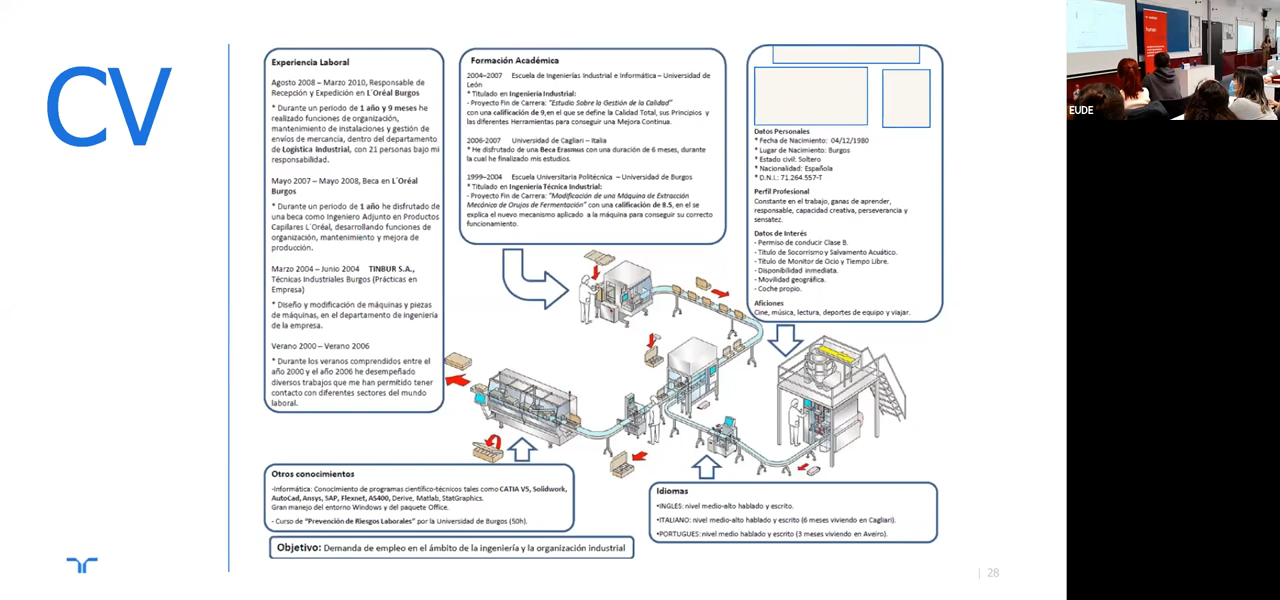 CV
Experiencia Laboral
Agosto 2008 – Marzo 2010, Responsable de
Recepción y Expedición en L´Oréal Burgos
* Durante un periodo de 1 año y 9 meses he
realizado funciones de organización,
mantenimiento de instalaciones y gestión de
envíos de mercancía, dentro del departamento
de Logística Industrial, con 21 personas bajo mi
responsabilidad.
Mayo 2007 – Mayo 2008, Beca en L´Oréal
Burgos
* Durante un periodo de 1 año he disfrutado de
una beca como Ingeniero Adjunto en Productos
Capilares L´Oréal, desarrollando funciones de
organización, mantenimiento y mejora de
producción.
Marzo 2004 – Junio 2004 TINBUR S.A.,
Técnicas Industriales Burgos (Prácticas en
Empresa)
* Diseño y modificación de máquinas y piezas
de máquinas, en el departamento de ingeniería
de la empresa.
Verano 2000 – Verano 2006
* Durante los veranos comprendidos entre el
año 2000 y el año 2006 he desempeñado
diversos trabajos que me han permitido tener
contacto con diferentes sectores del mundo
laboral.
Formación Académica
2004–2007 Escuela de Ingenierías Industrial e Informática – Universidad de
León
* Titulado en Ingeniería Industrial:
- Proyecto Fin de Carrera: "Estudio Sobre la Gestión de la Calidad"
con una calificación de 9,en el que se define la Calidad Total, sus Principios y
las diferentes Herramientas para conseguir una Mejora Continua.
2006-2007 Universidad de Cagliari – Italia
* He disfrutado de una Beca Erasmus con una duración de 6 meses, durante
la cual he finalizado mis estudios.
1999–2004 Escuela Universitaria Politécnica – Universidad de Burgos
* Titulado en Ingeniería Técnica Industrial:
- Proyecto Fin de Carrera: "Modificación de una Máquina de Extracción
Mecánica de Orujos de Fermentación" con una calificación de 8.5, en el se
explica el nuevo mecanismo aplicado a la máquina para conseguir su correcto
funcionamiento.
Datos Personales
* Fecha de Nacimiento: 04/12/1980
* Lugar de Nacimiento: Burgos
* Estado civil: Soltero
* Nacionalidad: Española
* D.N.I.: 71.264.557-T
Perfil Profesional
Constante en el trabajo, ganas de aprender,
responsable, capacidad creativa, perseverancia y
sensatez.
Datos de Interés
- Permiso de conducir Clase B.
- Título de Socorrismo y Salvamento Acuático.
- Título de Monitor de Ocio y Tiempo Libre.
- Disponibilidad inmediata.
- Movilidad geográfica.
- Coche propio.
Aficiones
Cine, música, lectura, deportes de equipo y viajar.
Otros conocimientos
-Informática: Conocimiento de programas científico-técnicos tales como CATIA V5, Solidwork,
AutoCad, Ansys, SAP, Flexnet, AS400, Derive, Matlab, StatGraphics.
Gran manejo del entorno Windows y del paquete Office.
- Curso de "Prevención de Riesgos Laborales" por la Universidad de Burgos (50h).
Idiomas
•INGLES: nivel medio-alto hablado y escrito.
•ITALIANO: nivel medio-alto hablado y escrito (6 meses viviendo en Cagliari).
•PORTUGUES: nivel medio hablado y escrito (3 meses viviendo en Aveiro).
Objetivo: Demanda de empleo en el ámbito de la ingeniería y la organización industrial
| 28
EUDE